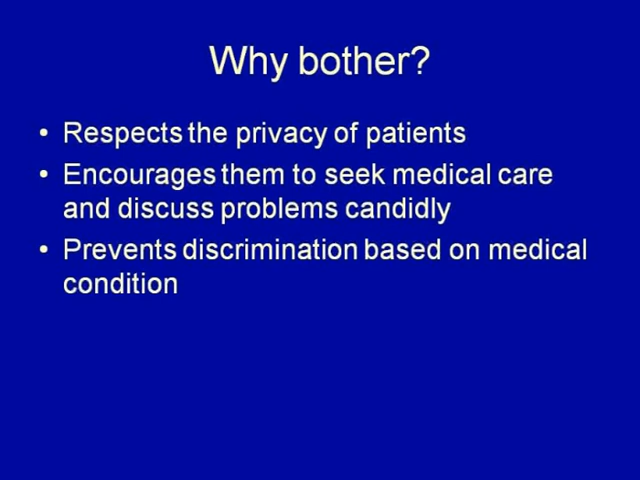 Why bother?
• Respects the privacy of patients
• Encourages them to seek medical care
and discuss problems candidly
• Prevents discrimination based on medical
condition